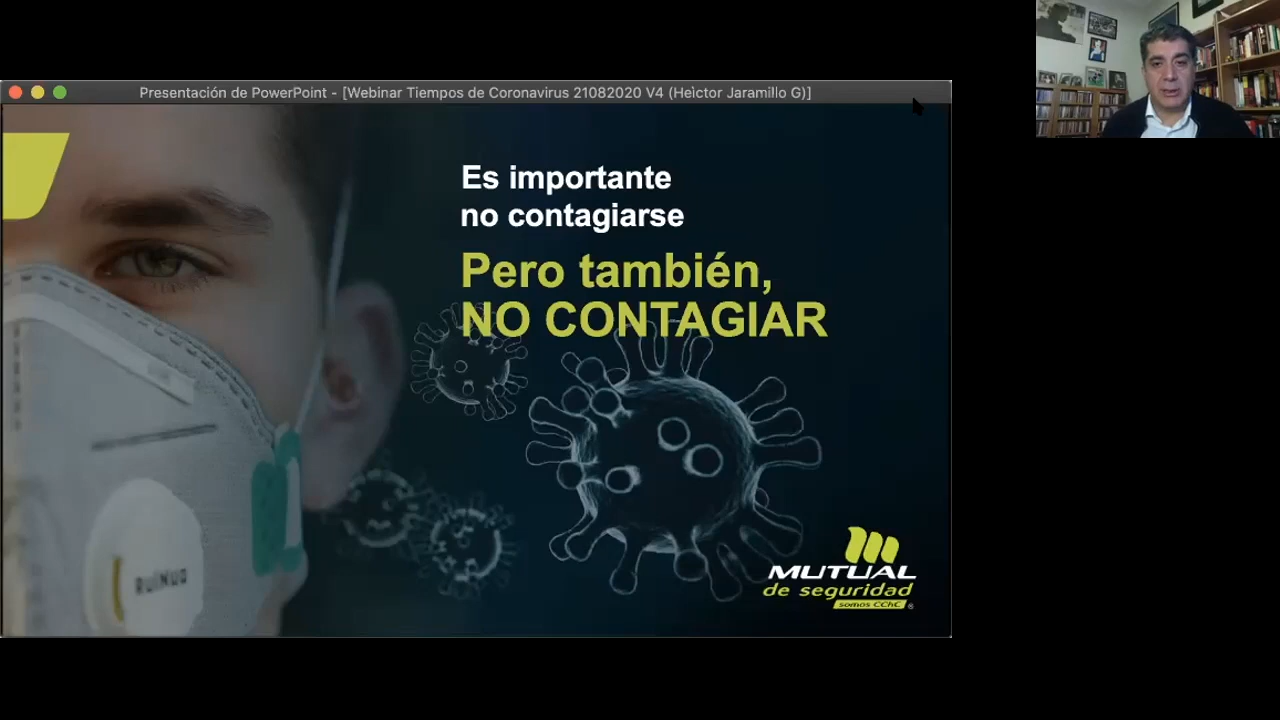 Presentación de PowerPoint - [Webinar Tiempos de Coronavirus 21082020 V4 (Heìctor Jaramillo G)]
Es importante
no contagiarse
Pero también,
NO CONTAGIAR
RUINUO
MUTUAL
de seguridad
somos CChC
®